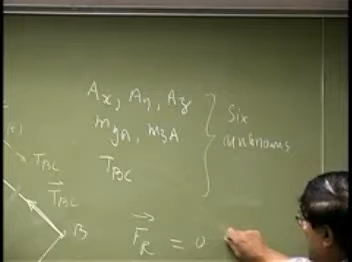 Ax, Ay, Az
myA, mzA
TBC
Six
unknowns
(c)
TBC
TBC
B
FR = 0